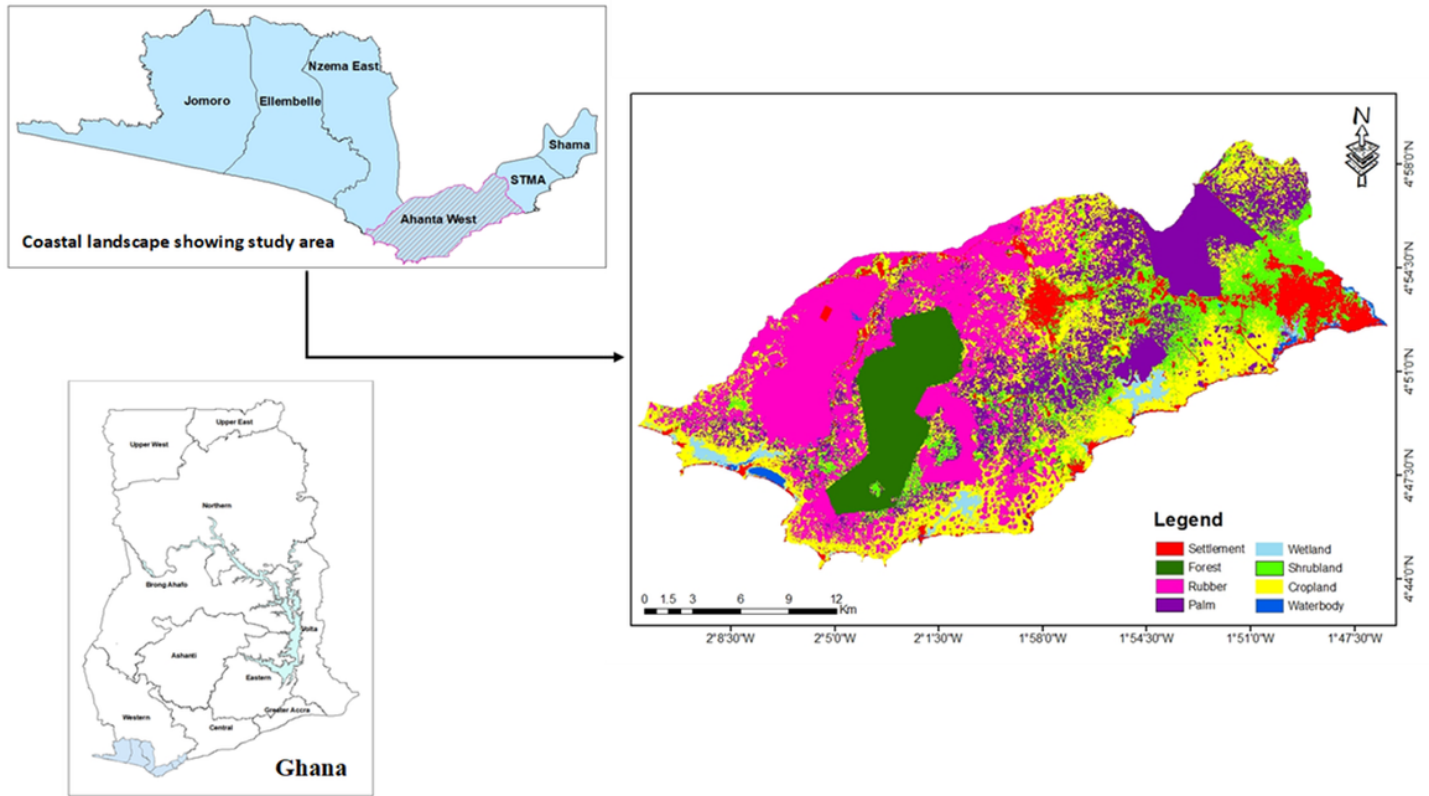 Jomoro
Ellembelle
Nzema East
Shama
STMA
Ahanta West
Coastal landscape showing study area
Upper West
Upper East
Northern
Brong Ahafo
Volta
Ashanti
Eastern
Greater Accra
Western
Central
Ghana
N
4°58'0"N
4°54'30"N
4°51'0"N
4°47'30"N
4°44'0"N
Legend
Settlement
Forest
Rubber
Palm
Wetland
Shrubland
Cropland
Waterbody
0 1.5 3 6 9 12
Km
2°8'30"W 2°5'0"W 2°1'30"W 1°58'0"W 1°54'30"W 1°51'0"W 1°47'30"W